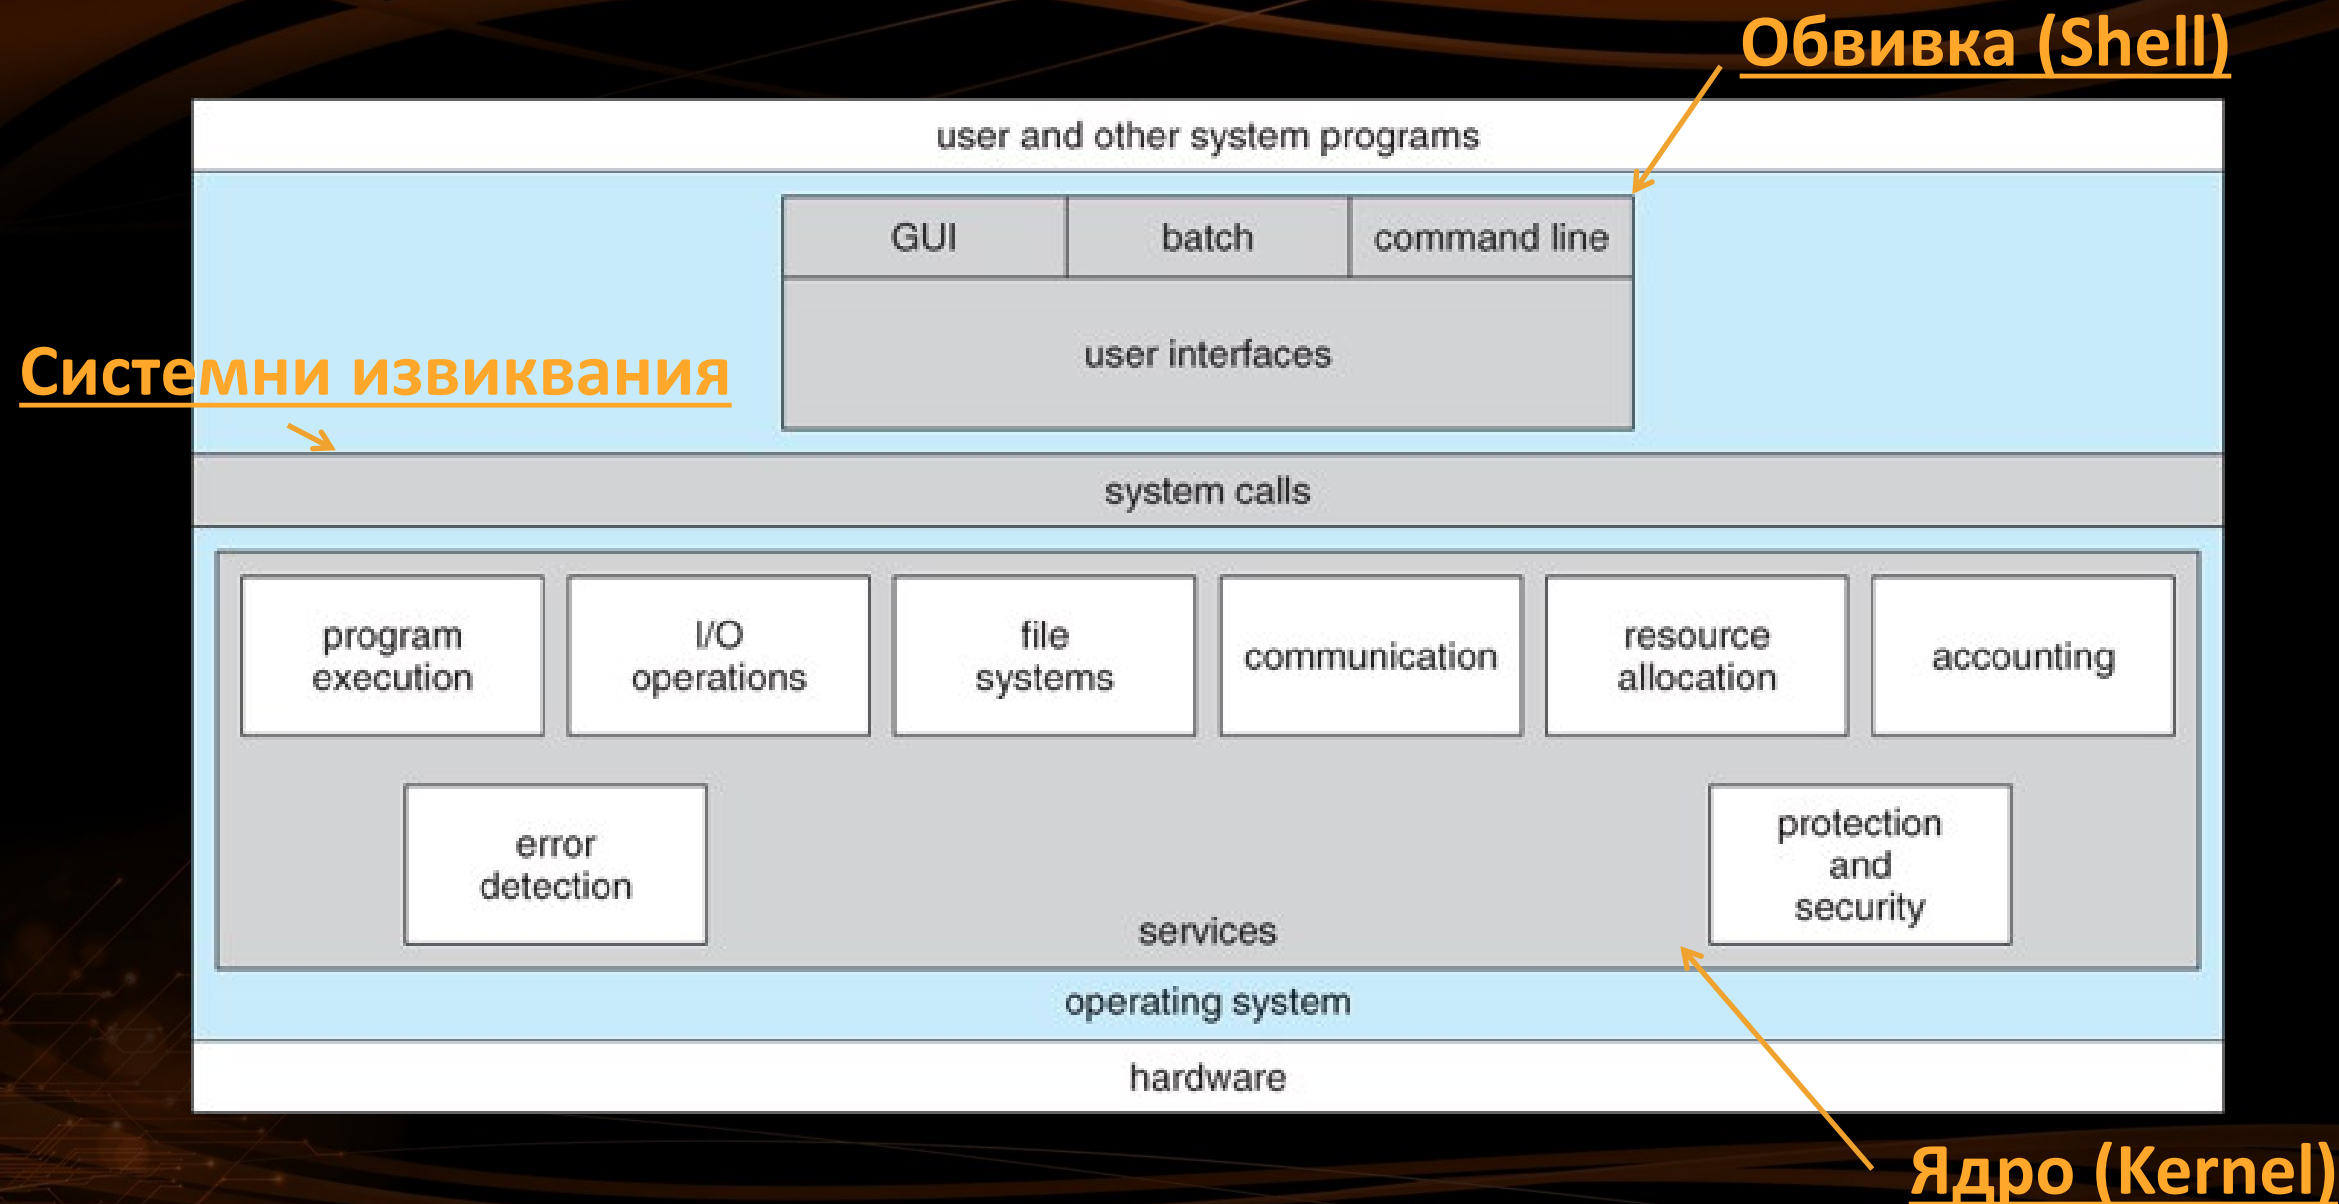 Обвивка (Shell)
user and other system programs
GUI
batch
command line
user interfaces
Системни извиквания
system calls
program
execution
I/O
operations
file
systems
communication
resource
allocation
accounting
error
detection
protection
and
security
services
operating system
hardware
Ядро (Kernel)